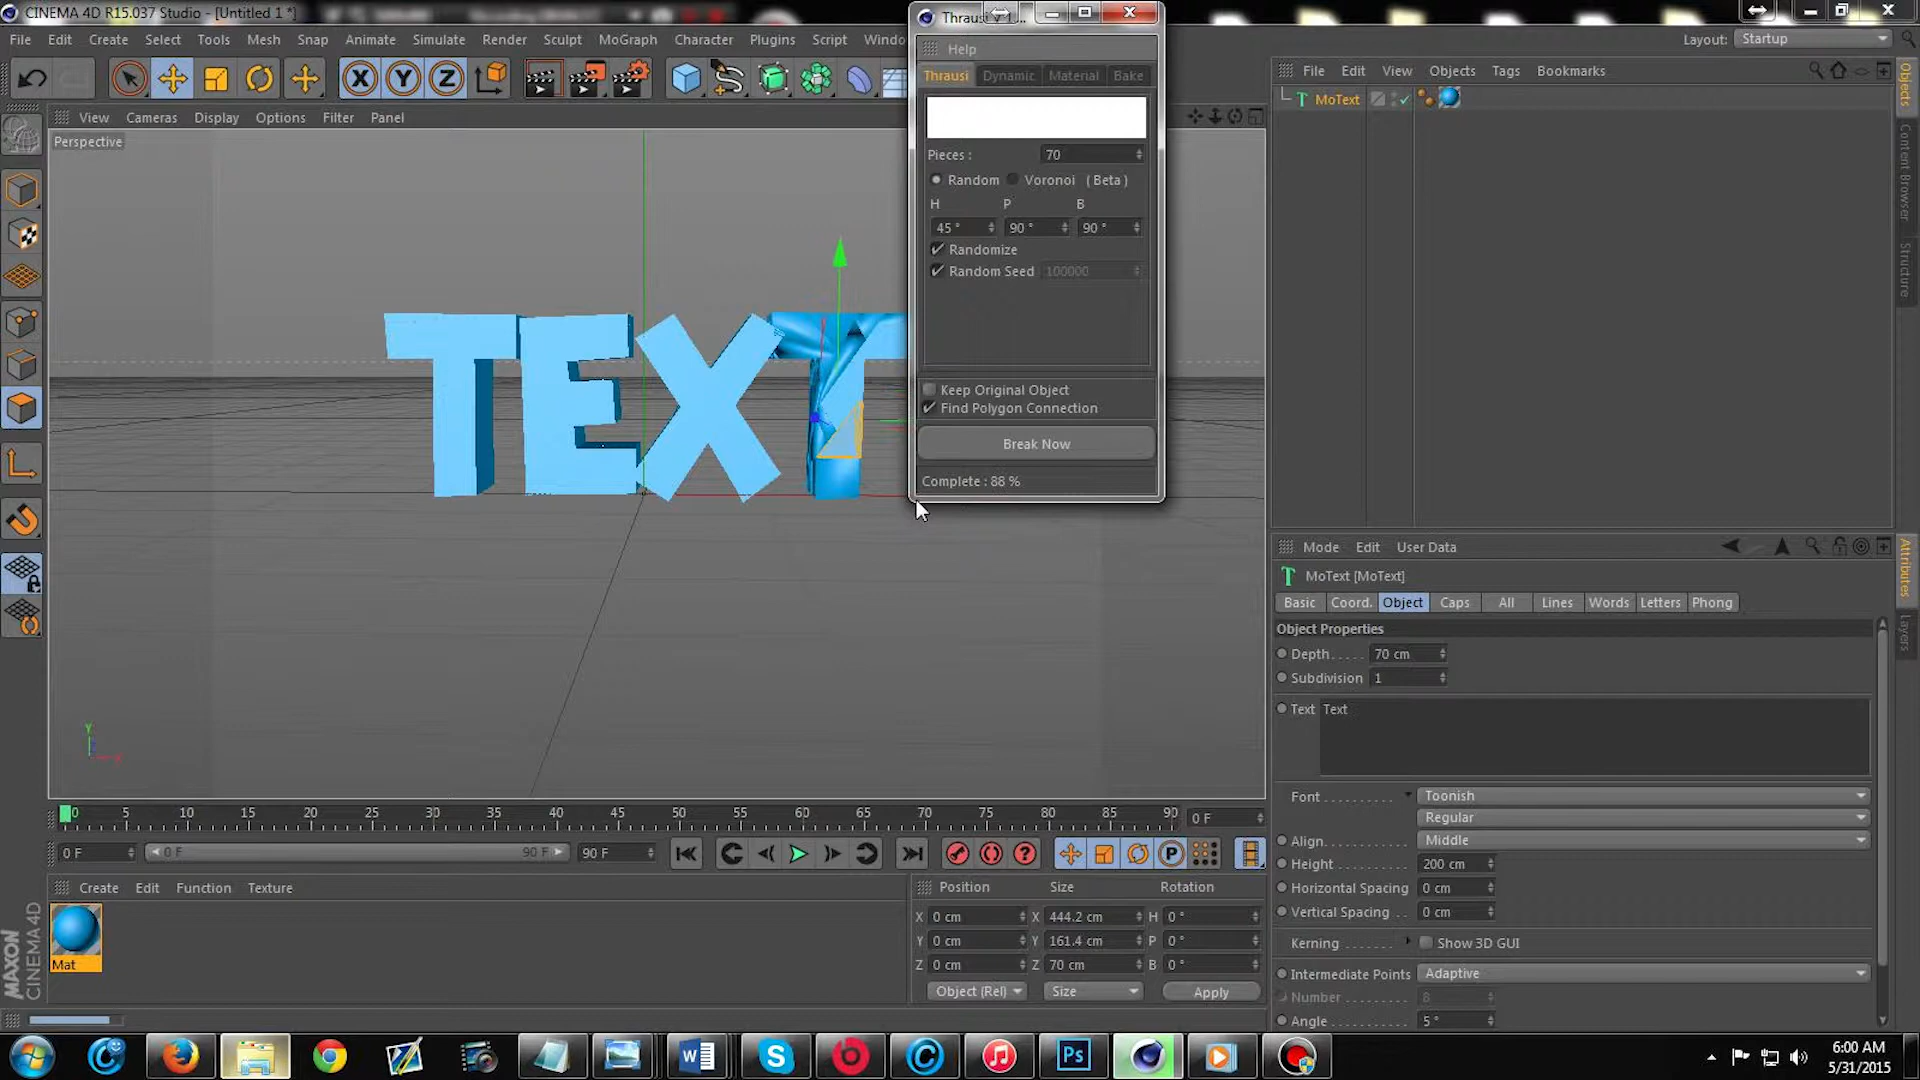 CINEMA 4D R15.037 Studio - [Untitled 1 *]
File Edit Create Select Tools Mesh Snap Animate Simulate Render Sculpt MoGraph Character Plugins Script
Layout: Startup
X Y Z
View Cameras Display Options Filter Panel
Perspective
TEXT
Y
Help
Thrausi Dynamic Material Bake
Pieces : 70
Random Voronoi ( Beta )
H P B
45 ° 90 ° 90 °
Randomize
Random Seed 100000
Keep Original Object
Find Polygon Connection
Break Now
Complete : 88 %
File Edit View Objects Tags Bookmarks
MoText
Objects
Content Browser
Structure
Mode Edit User Data
MoText [MoText]
Basic Coord. Object Caps All Lines Words Letters Phong
Object Properties
Depth..... 70 cm
Subdivision 1
Text Text
Font Toonish
Regular
Align Middle
Height 200 cm
Horizontal Spacing 0 cm
Vertical Spacing .. 0 cm
Kerning Show 3D GUI
Intermediate Points Adaptive
Number 8
Angle 5 °
Attributes
Layers
0 5 10 15 20 25 30 35 40 45 50 55 60 65 70 75 80 85 90 0 F
0 F 0 F 90 F 90 F
P
Create Edit Function Texture
Mat
MAXON
CINEMA 4D
Position Size Rotation
X 0 cm X 444.2 cm H 0 °
Y 0 cm Y 161.4 cm P 0 °
Z 0 cm Z 70 cm B 0 °
Object (Rel) Size Apply
W
S
Ps
6:00 AM
5/31/2015